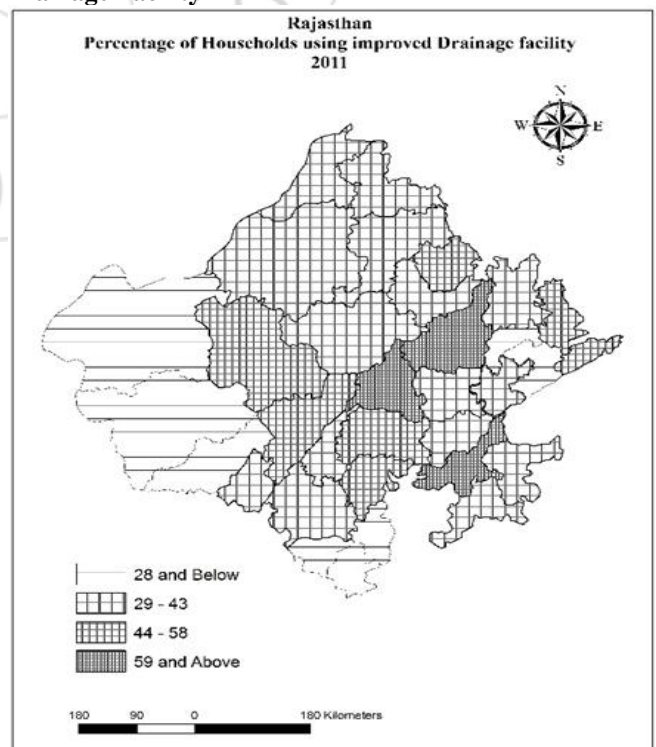 Rajasthan
Percentage of Households using improved Drainage facility
2011
N
W E
S
28 and Below
29 - 43
44 - 58
59 and Above
180 90 0 180 Kilometers